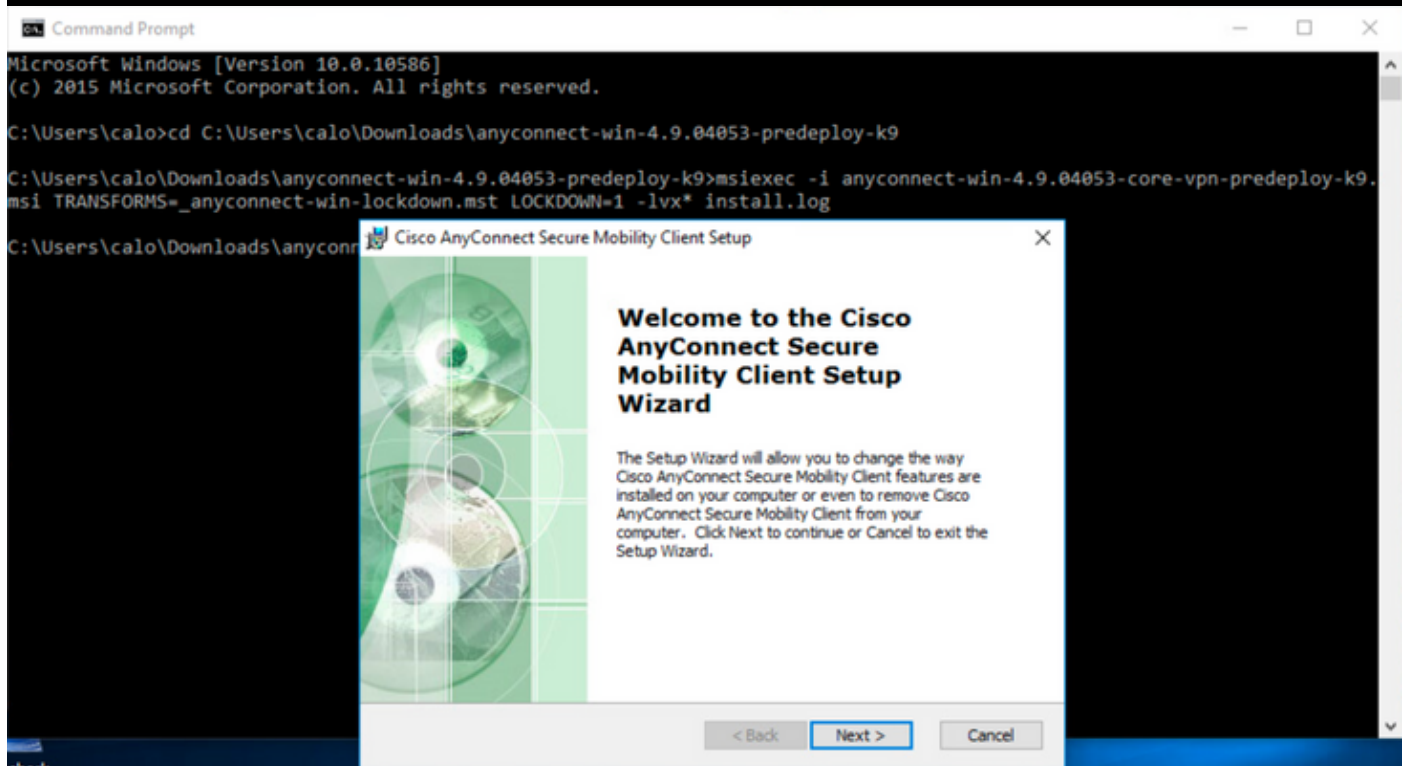 Command Prompt
Microsoft Windows [Version 10.0.10586]
(c) 2015 Microsoft Corporation. All rights reserved.
C:\Users\calo>cd C:\Users\calo\Downloads\anyconnect-win-4.9.04053-predeploy-k9
C:\Users\calo\Downloads\anyconnect-win-4.9.04053-predeploy-k9>msiexec -i anyconnect-win-4.9.04053-core-vpn-predeploy-k9.
msi TRANSFORMS=_anyconnect-win-lockdown.mst LOCKDOWN=1 -lvx* install.log
C:\Users\calo\Downloads\anyconn
Cisco AnyConnect Secure Mobility Client Setup
Welcome to the Cisco
AnyConnect Secure
Mobility Client Setup
Wizard
The Setup Wizard will allow you to change the way
Cisco AnyConnect Secure Mobility Client features are
installed on your computer or even to remove Cisco
AnyConnect Secure Mobility Client from your
computer. Click Next to continue or Cancel to exit the
Setup Wizard.
< Back
Next >
Cancel